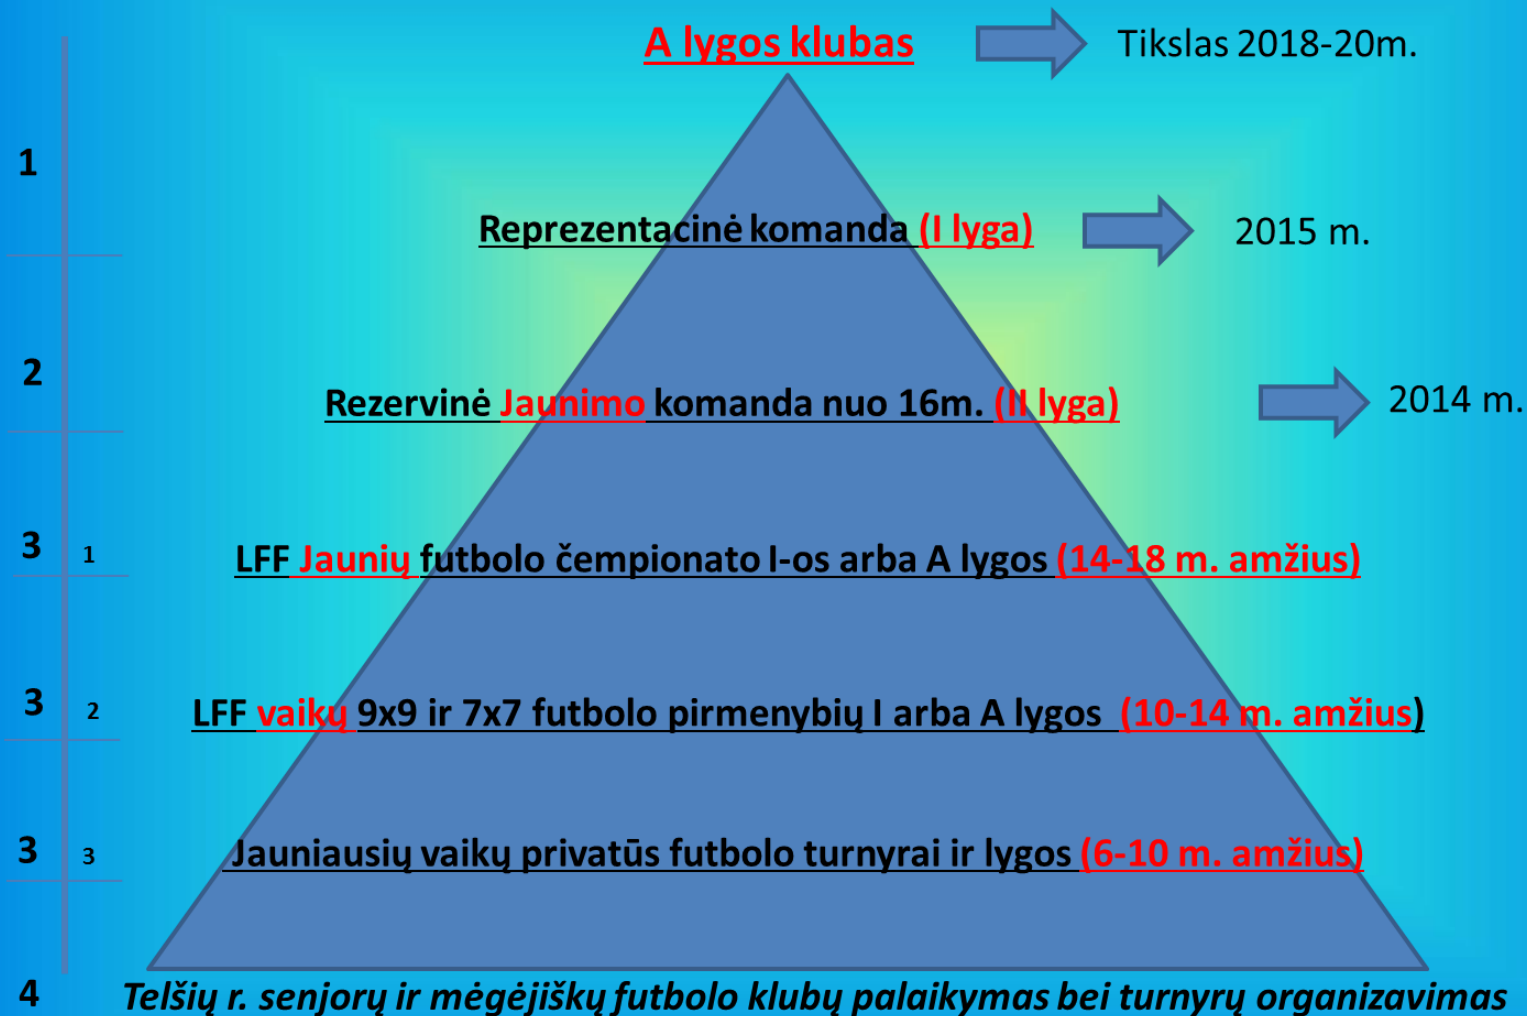 A lygos klubas Tikslas 2018-20m.
1
Reprezentacinė komanda (I lyga) 2015 m.
2
Rezervinė Jaunimo komanda nuo 16m. (II lyga) 2014 m.
3 1 LFF Jaunių futbolo čempionato I-os arba A lygos (14-18 m. amžius)
3 2 LFF vaikų 9x9 ir 7x7 futbolo pirmenybių I arba A lygos (10-14 m. amžius)
3 3 Jauniausių vaikų privatūs futbolo turnyrai ir lygos (6-10 m. amžius)
4 Telšių r. senjorų ir mėgėjiškų futbolo klubų palaikymas bei turnyrų organizavimas